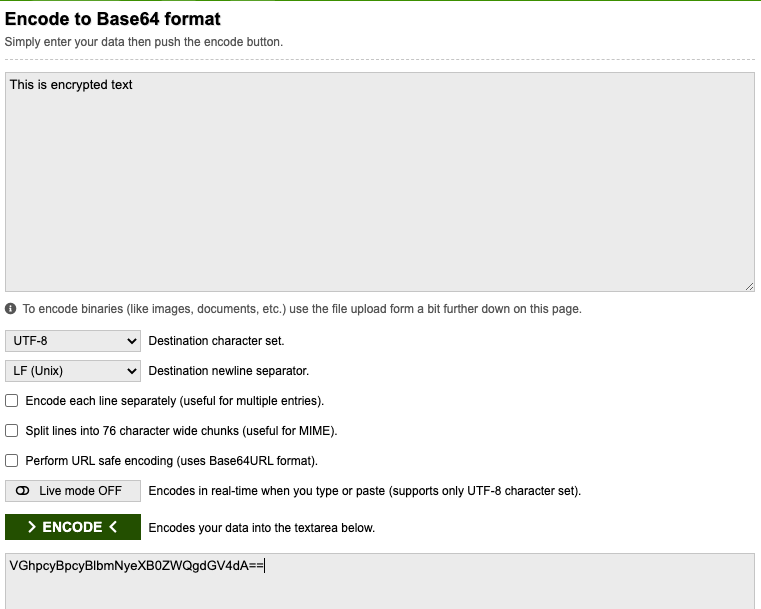 Encode to Base64 format
Simply enter your data then push the encode button.
This is encrypted text
To encode binaries (like images, documents, etc.) use the file upload form a bit further down on this page.
UTF-8 Destination character set.
LF (Unix) Destination newline separator.
Encode each line separately (useful for multiple entries).
Split lines into 76 character wide chunks (useful for MIME).
Perform URL safe encoding (uses Base64URL format).
Live mode OFF Encodes in real-time when you type or paste (supports only UTF-8 character set).
> ENCODE < Encodes your data into the textarea below.
VGhpcyBpcyBlbmNyeXB0ZWQgdGV4dA==